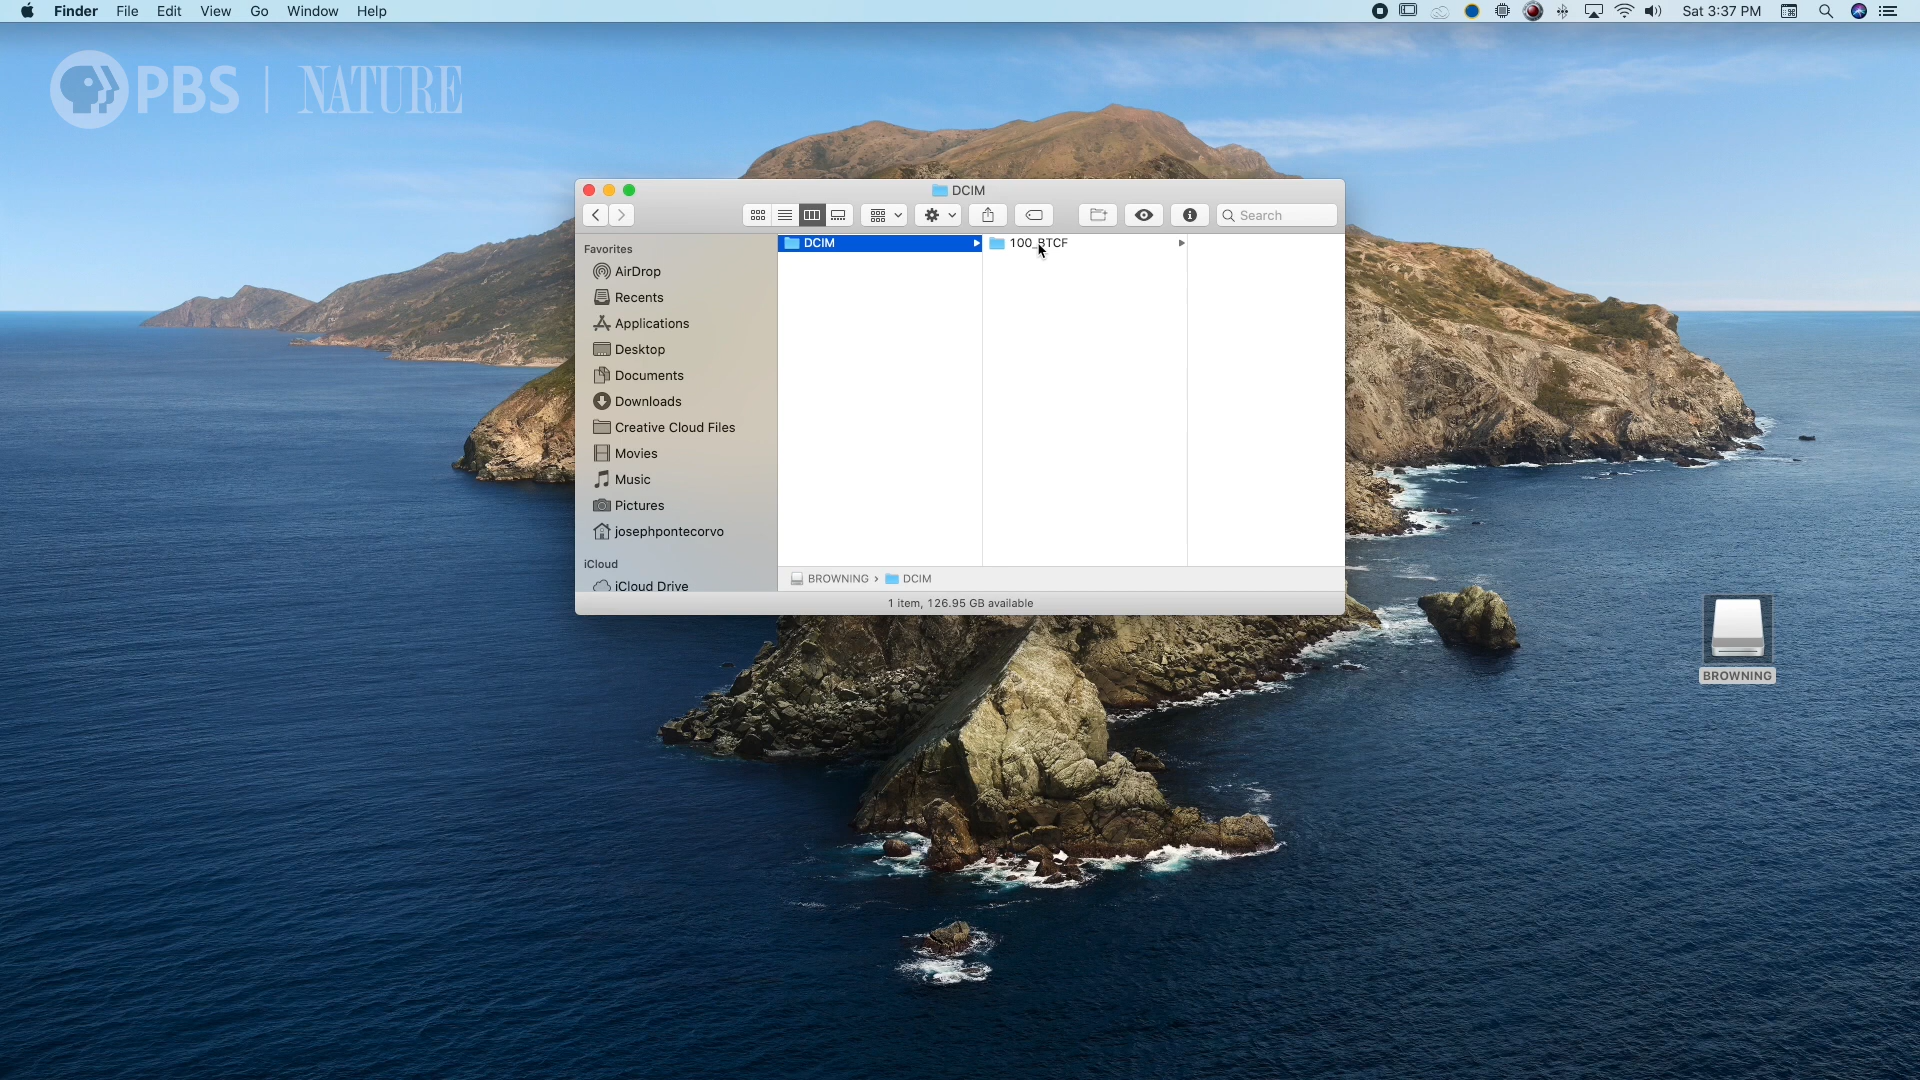 Finder File Edit View Go Window Help Sat 3:37 PM
PBS | NATURE
DCIM
Search
Favorites
AirDrop
Recents
Applications
Desktop
Documents
Downloads
Creative Cloud Files
Movies
Music
Pictures
josephpontecorvo
iCloud
iCloud Drive
DCIM
100_BTCF
BROWNING › DCIM
1 item, 126.95 GB available
BROWNING